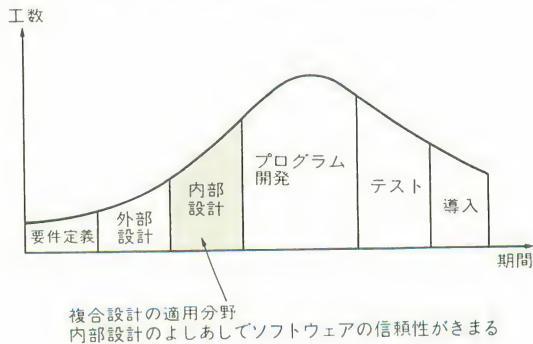 工数
要件定義
外部
設計
内部
設計
プログラム
開発
テスト
導入
期間
複合設計の適用分野
内部設計のよしあしでソフトウェアの信頼性がきまる